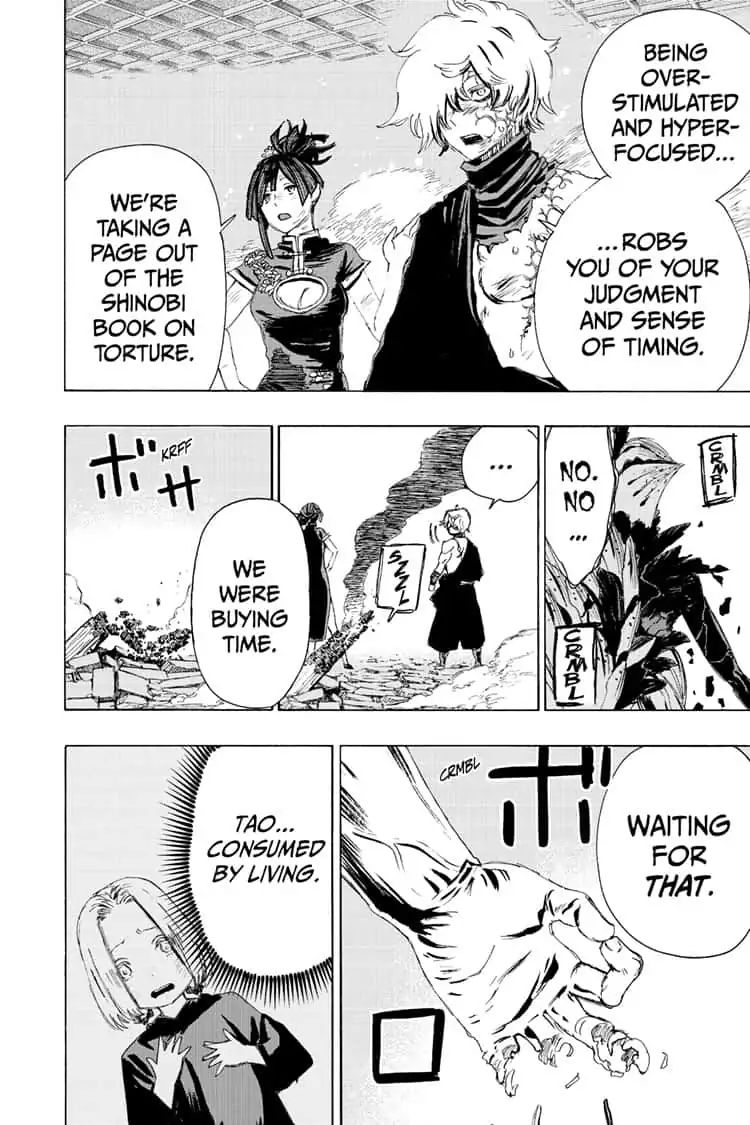 BEING
OVER-
STIMULATED
AND HYPER-
FOCUSED...
...ROBS
YOU OF YOUR
JUDGMENT
AND SENSE
OF TIMING.
WE'RE
TAKING A
PAGE OUT
OF THE
SHINOBI
BOOK ON
TORTURE.
CRMBL
NO.
NO
...
CRMBL
...
SZZL
WE
WERE
BUYING
TIME.
KRFF
ボサ
WAITING
FOR
THAT.
CRMBL
ボロ
TAO...
CONSUMED
BY LIVING.